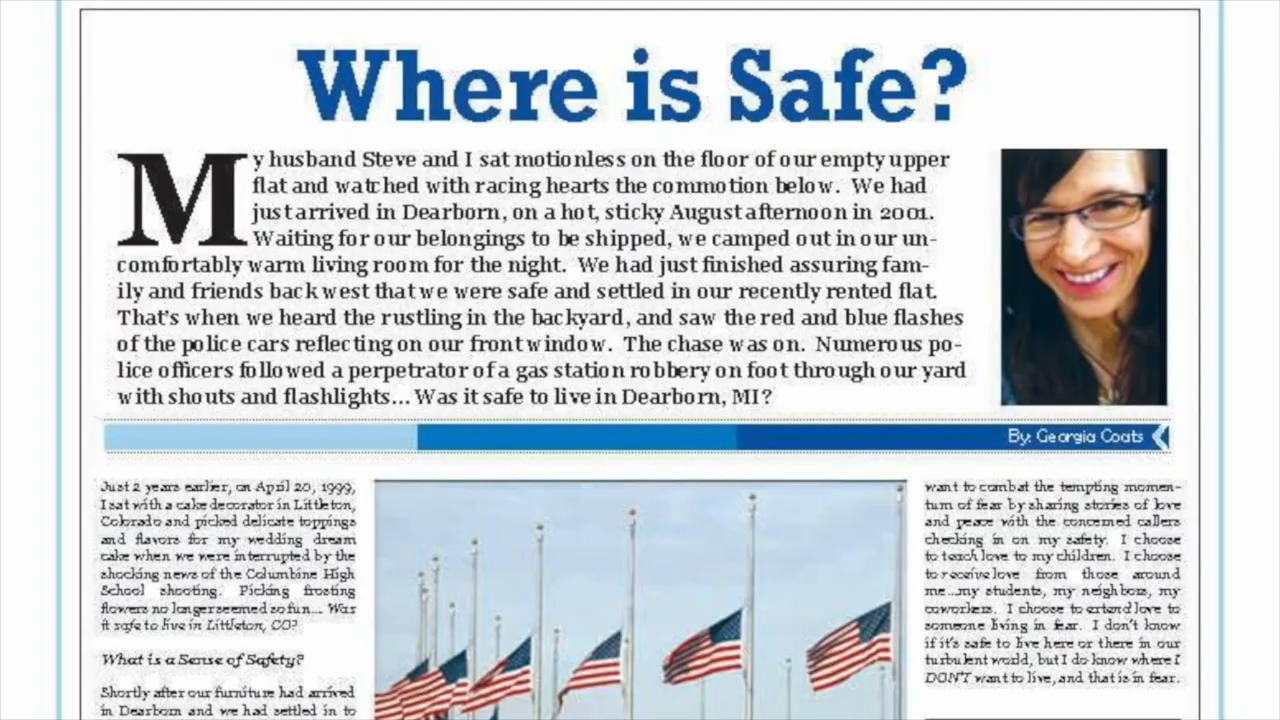 Where is Safe?
My husband Steve and I sat motionless on the floor of our empty upper
flat and watched with racing hearts the commotion below. We had
just arrived in Dearborn, on a hot, sticky August afternoon in 2001.
Waiting for our belongings to be shipped, we camped out in our un-
comfortably warm living room for the night. We had just finished assuring fam-
ily and friends back west that we were safe and settled in our recently rented flat.
That's when we heard the rustling in the backyard, and saw the red and blue flashes
of the police cars reflecting on our front window. The chase was on. Numerous po-
lice officers followed a perpetrator of a gas station robbery on foot through our yard
with shouts and flashlights... Was it safe to live in Dearborn, MI?
By: Georgia Coats
Just 2 years earlier, on April 20, 1999,
I sat with a cake decorator in Littleton,
Colorado and picked delicate toppings
and flavors for my wedding dream
cake when we were interrupted by the
shocking news of the Columbine High
School shooting. Picking frosting
flowers no longer seemed so fun... Was
it safe to live in Littleton, CO?
What is a Sense of Safety?
Shortly after our furniture had arrived
in Dearborn and we had settled in to
want to combat the tempting momen-
tum of fear by sharing stories of love
and peace with the concerned callers
checking in on my safety. I choose
to teach love to my children. I choose
to receive love from those around
me...my students, my neighbors, my
coworkers. I choose to extend love to
someone living in fear. I don't know
if it's safe to live here or there in our
turbulent world, but I do know where I
DON'T want to live, and that is in fear.